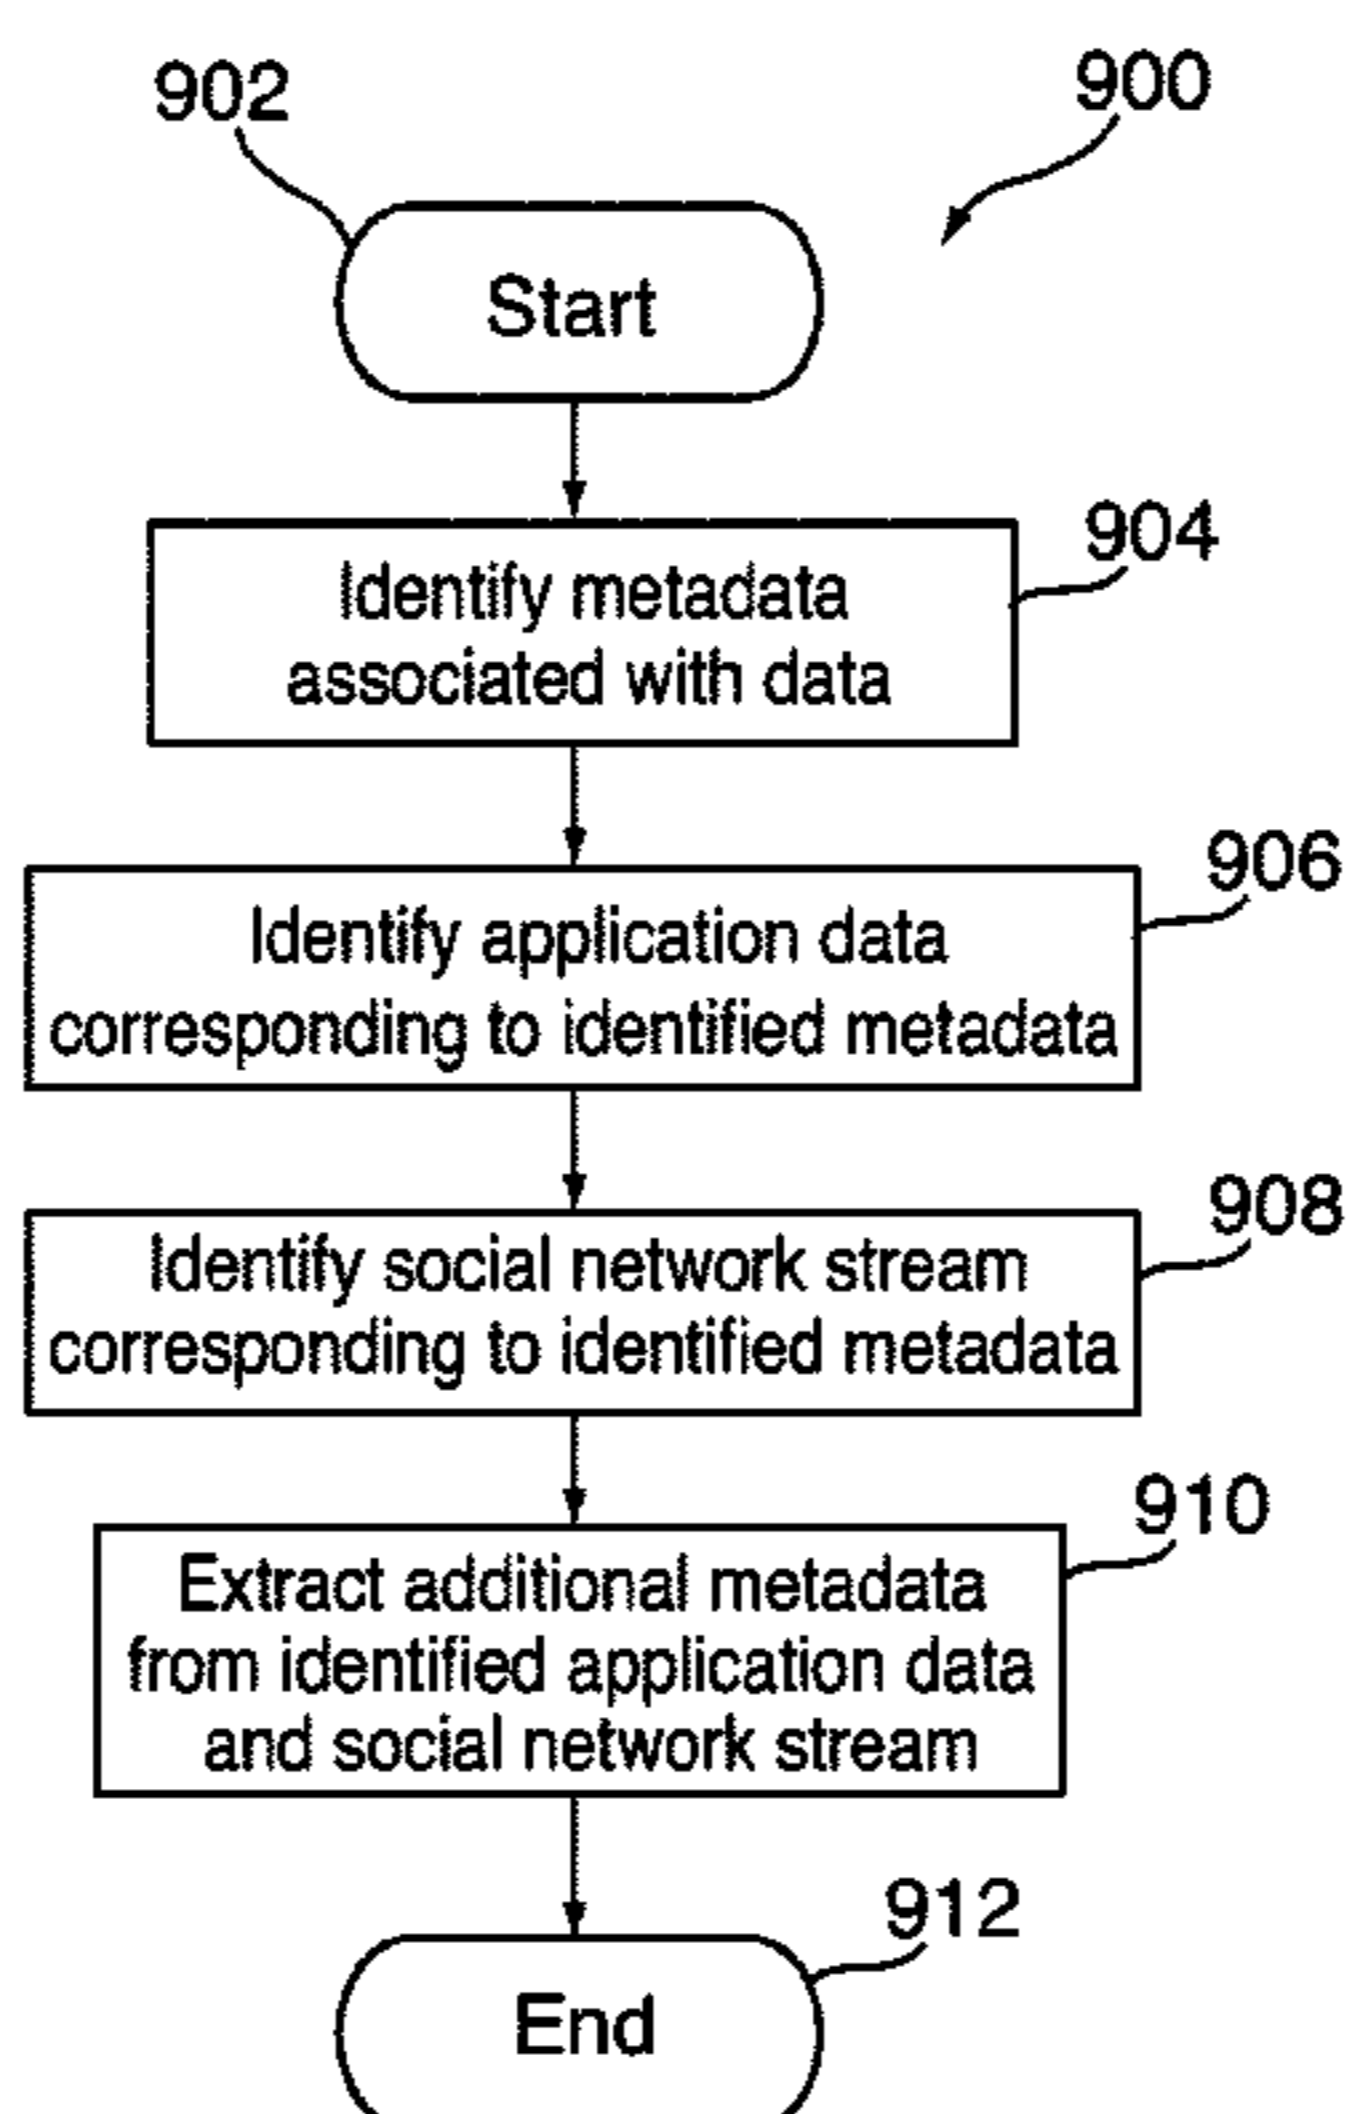 902
900
Start
904
Identify metadata
associated with data
906
Identify application data
corresponding to identified metadata
908
Identify social network stream
corresponding to identified metadata
910
Extract additional metadata
from identified application data
and social network stream
912
End